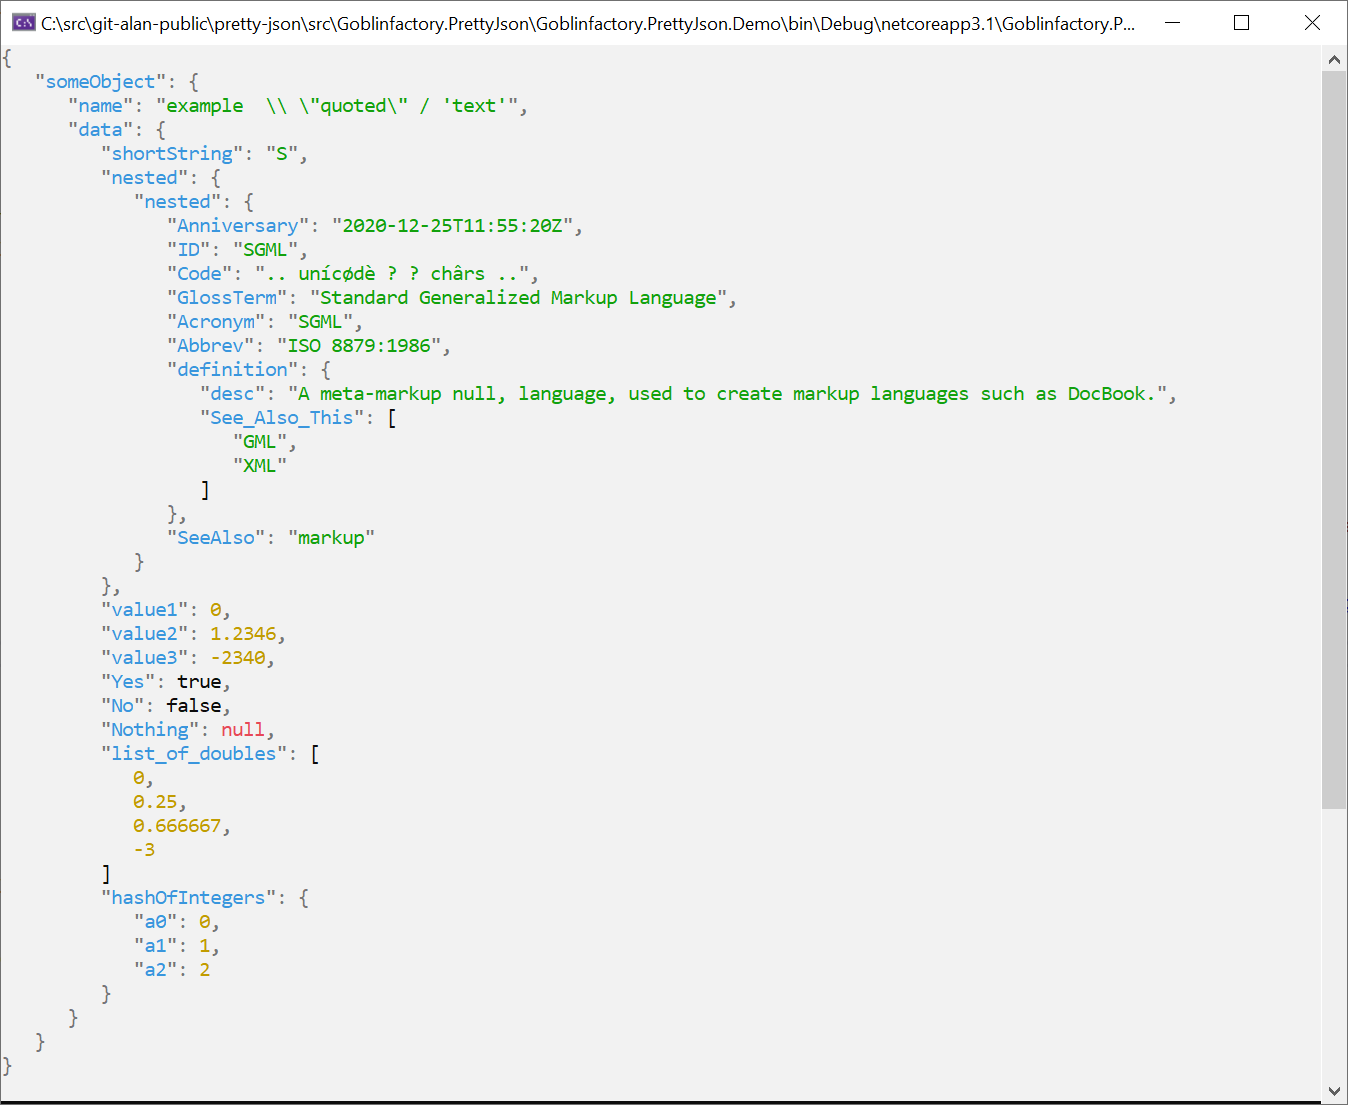 C:\src\git-alan-public\pretty-json\src\Goblinfactory.PrettyJson\Goblinfactory.PrettyJson.Demo\bin\Debug\netcoreapp3.1\Goblinfactory.P...
{
   "someObject": {
      "name": "example  \\ \"quoted\" / 'text'",
      "data": {
         "shortString": "S",
         "nested": {
            "nested": {
               "Anniversary": "2020-12-25T11:55:20Z",
               "ID": "SGML",
               "Code": ".. unícødè ? ? chârs ..",
               "GlossTerm": "Standard Generalized Markup Language",
               "Acronym": "SGML",
               "Abbrev": "ISO 8879:1986",
               "definition": {
                  "desc": "A meta-markup null, language, used to create markup languages such as DocBook.",
                  "See_Also_This": [
                     "GML",
                     "XML"
                  ]
               },
               "SeeAlso": "markup"
            }
         },
         "value1": 0,
         "value2": 1.2346,
         "value3": -2340,
         "Yes": true,
         "No": false,
         "Nothing": null,
         "list_of_doubles": [
            0,
            0.25,
            0.666667,
            -3
         ]
         "hashOfIntegers": {
            "a0": 0,
            "a1": 1,
            "a2": 2
         }
      }
   }
}